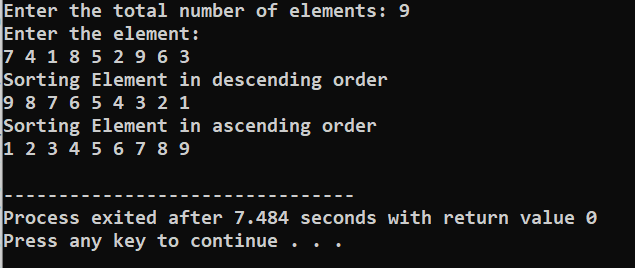 Enter the total number of elements: 9
Enter the element:
7 4 1 8 5 2 9 6 3
Sorting Element in descending order
9 8 7 6 5 4 3 2 1
Sorting Element in ascending order
1 2 3 4 5 6 7 8 9
--------------------------------
Process exited after 7.484 seconds with return value 0
Press any key to continue . . .